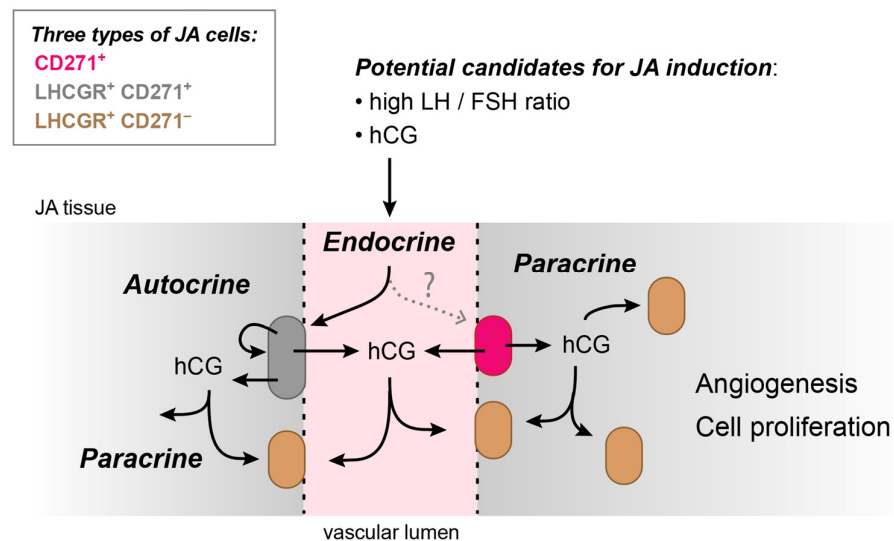 Three types of JA cells:
CD271⁺
LHCGR⁺ CD271⁺
LHCGR⁺ CD271⁻
Potential candidates for JA induction:
• high LH / FSH ratio
• hCG
JA tissue
Endocrine
?
Autocrine
Paracrine
hCG
hCG
hCG
Angiogenesis
Cell proliferation
Paracrine
vascular lumen